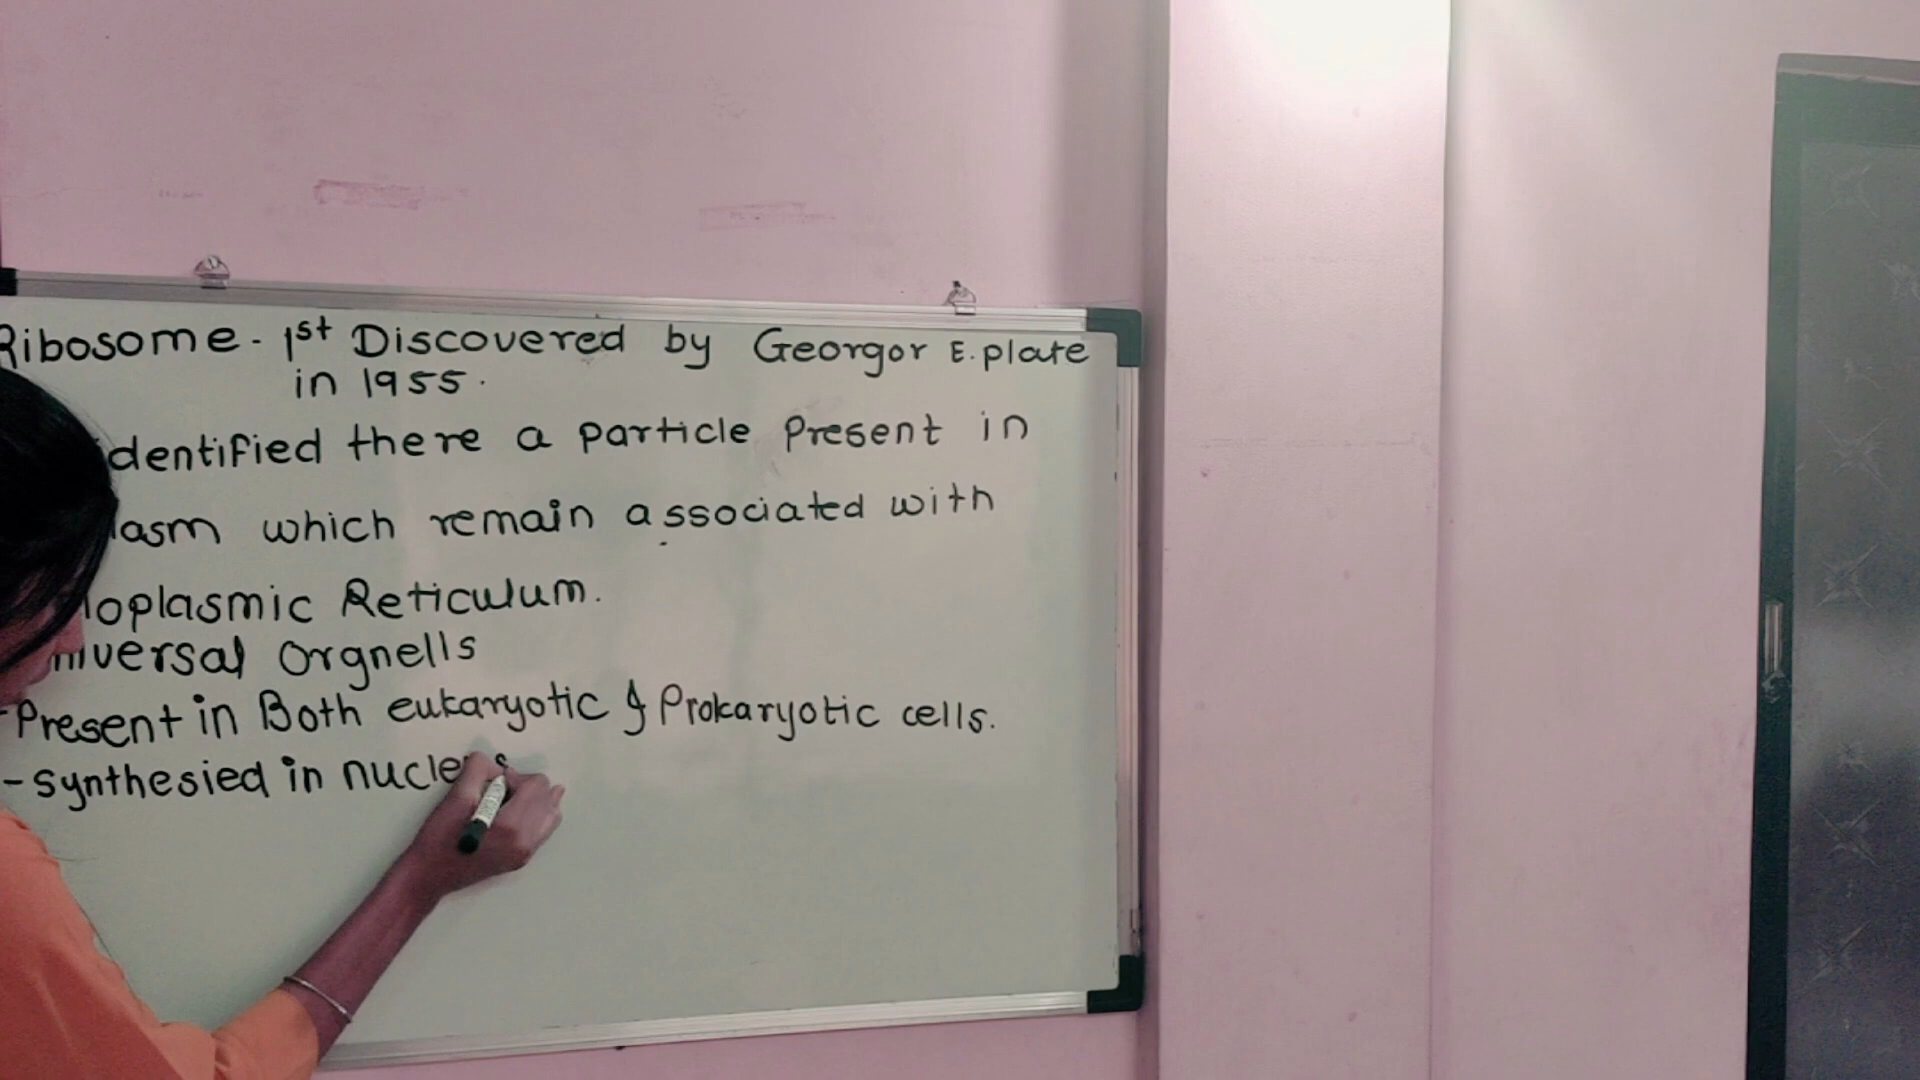 Ribosome - 1st Discovered by Georgor E. plate
in 1955.
dentified there a particle Present in
lasm which remain associated with
oplasmic Reticulum.
niversal Orgnells
- Present in Both eukaryotic & Prokaryotic cells.
- synthesied in